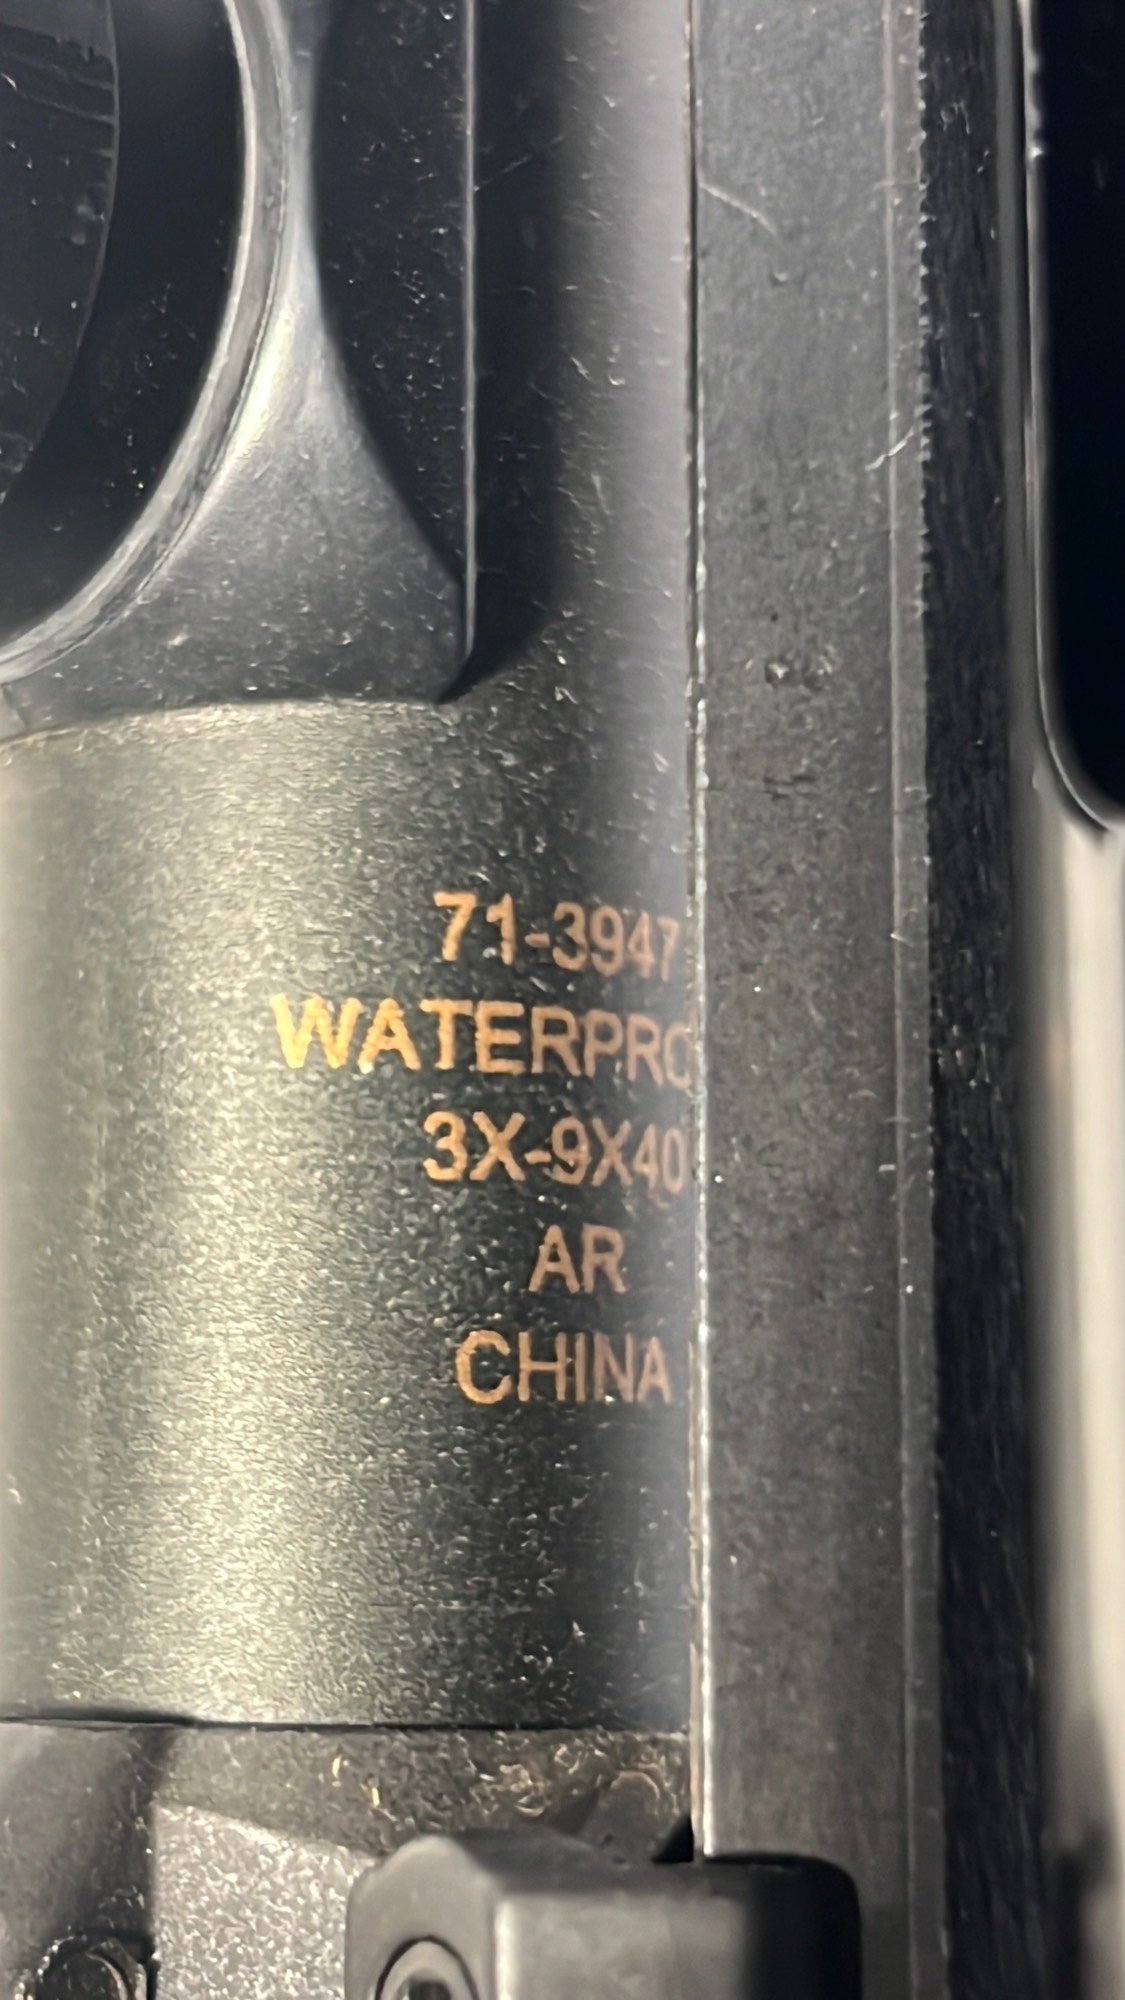 71-3947
WATERPRO
3X-9X40
AR
CHINA